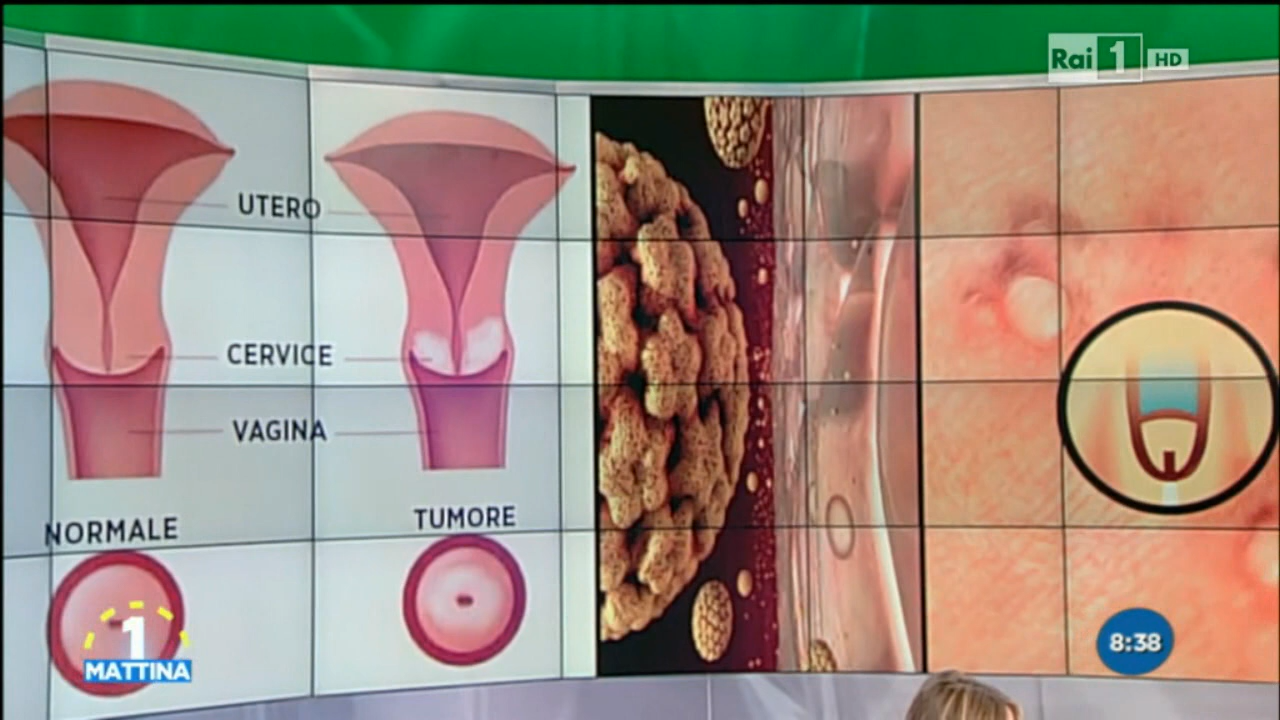 Rai 1 HD
UTERO
CERVICE
VAGINA
NORMALE
TUMORE
1
MATTINA
8:38